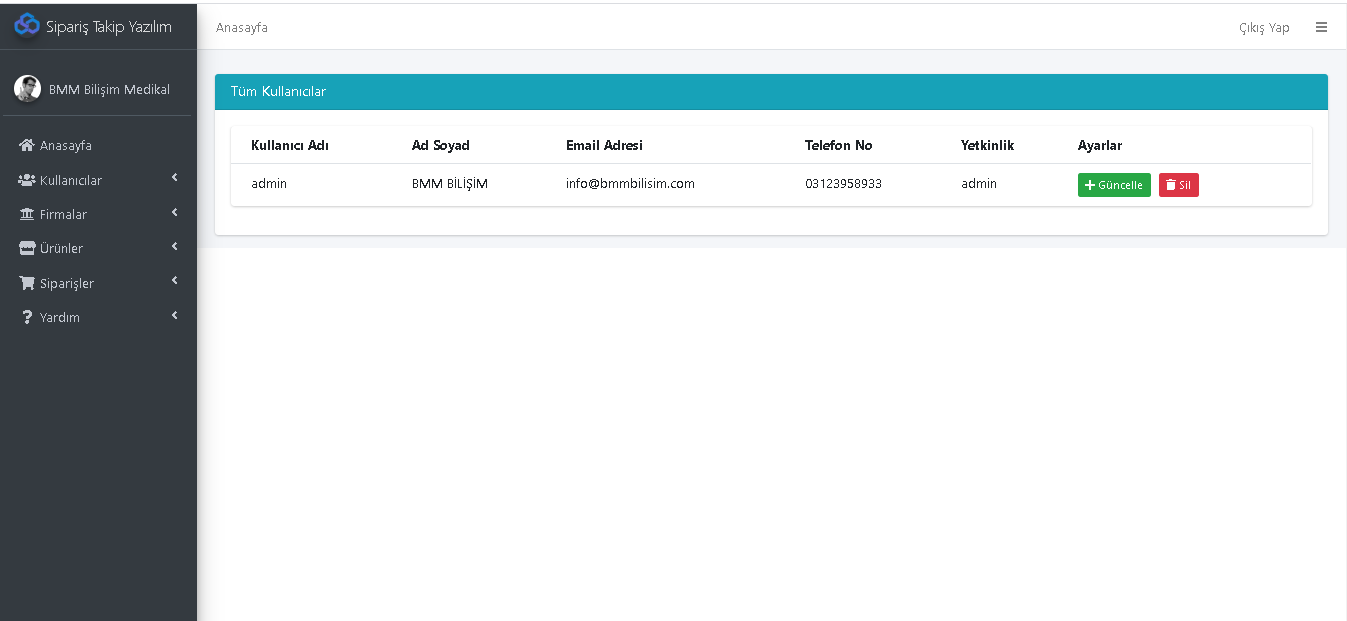 Sipariş Takip Yazılım
Anasayfa
Çıkış Yap
BMM Bilişim Medikal
Anasayfa
Kullanıcılar
Firmalar
Ürünler
Siparişler
Yardım
Tüm Kullanıcılar
Kullanıcı Adı Ad Soyad Email Adresi Telefon No Yetkinlik Ayarlar
admin BMM BİLİŞİM info@bmmbilisim.com 03123958933 admin Güncelle Sil